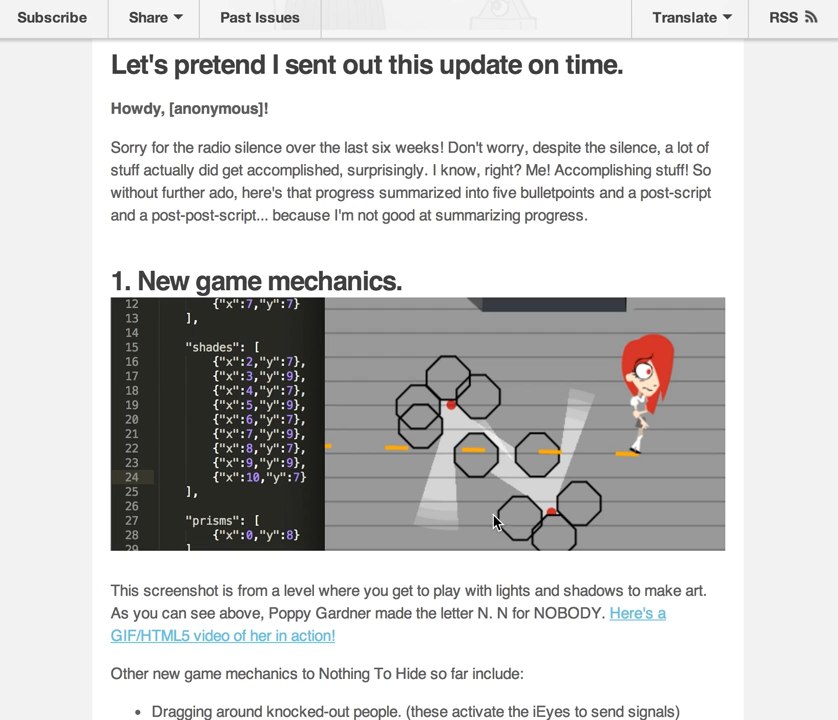 Subscribe
Share
Past Issues
Translate
RSS
Let's pretend I sent out this update on time.
Howdy, [anonymous]!
Sorry for the radio silence over the last six weeks! Don't worry, despite the silence, a lot of
stuff actually did get accomplished, surprisingly. I know, right? Me! Accomplishing stuff! So
without further ado, here's that progress summarized into five bulletpoints and a post-script
and a post-post-script... because I'm not good at summarizing progress.
1. New game mechanics.
12 {"x":7,"y":7}
13 ],
14
15 "shades": [
16 {"x":2,"y":7},
17 {"x":3,"y":9},
18 {"x":4,"y":7},
19 {"x":5,"y":9},
20 {"x":6,"y":7},
21 {"x":7,"y":9},
22 {"x":8,"y":7},
23 {"x":9,"y":9},
24 {"x":10,"y":7}
25 ],
26
27 "prisms": [
28 {"x":0,"y":8}
29 ]
This screenshot is from a level where you get to play with lights and shadows to make art.
As you can see above, Poppy Gardner made the letter N. N for NOBODY. Here's a
GIF/HTML5 video of her in action!
Other new game mechanics to Nothing To Hide so far include:
• Dragging around knocked-out people. (these activate the iEyes to send signals)